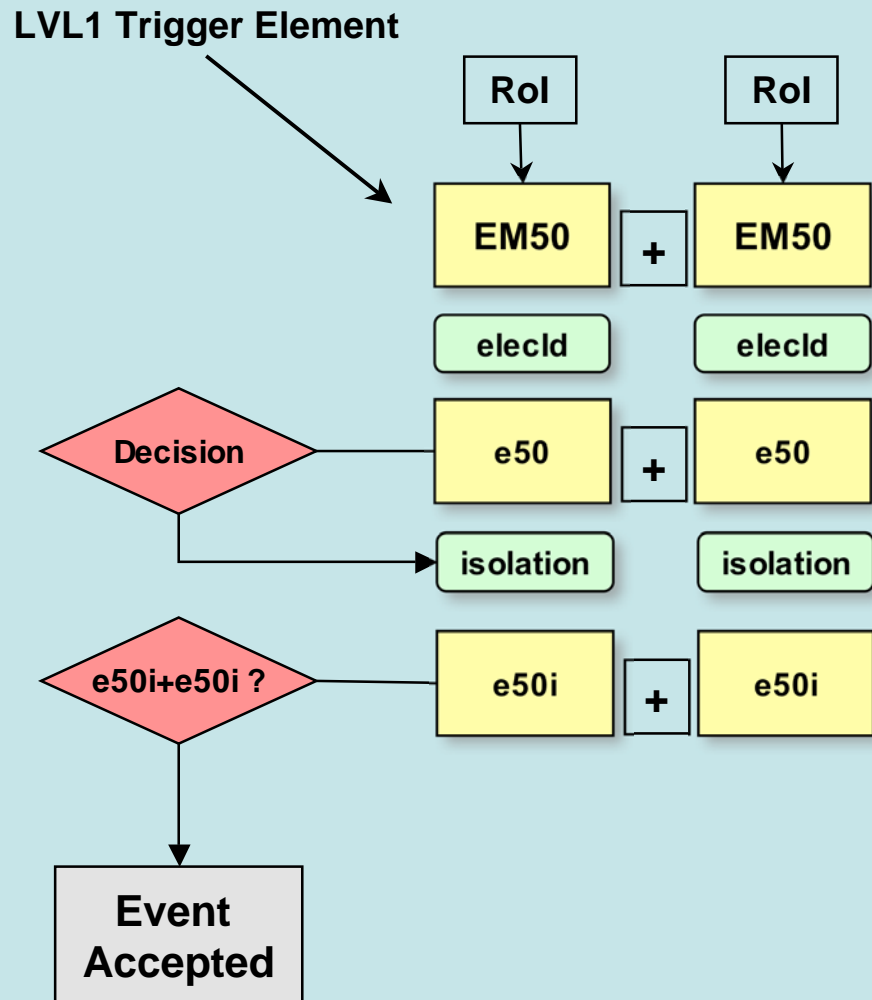 LVL1 Trigger Element
RoI RoI
EM50 + EM50
elecId elecId
Decision e50 + e50
isolation isolation
e50i+e50i ? e50i + e50i
Event
Accepted